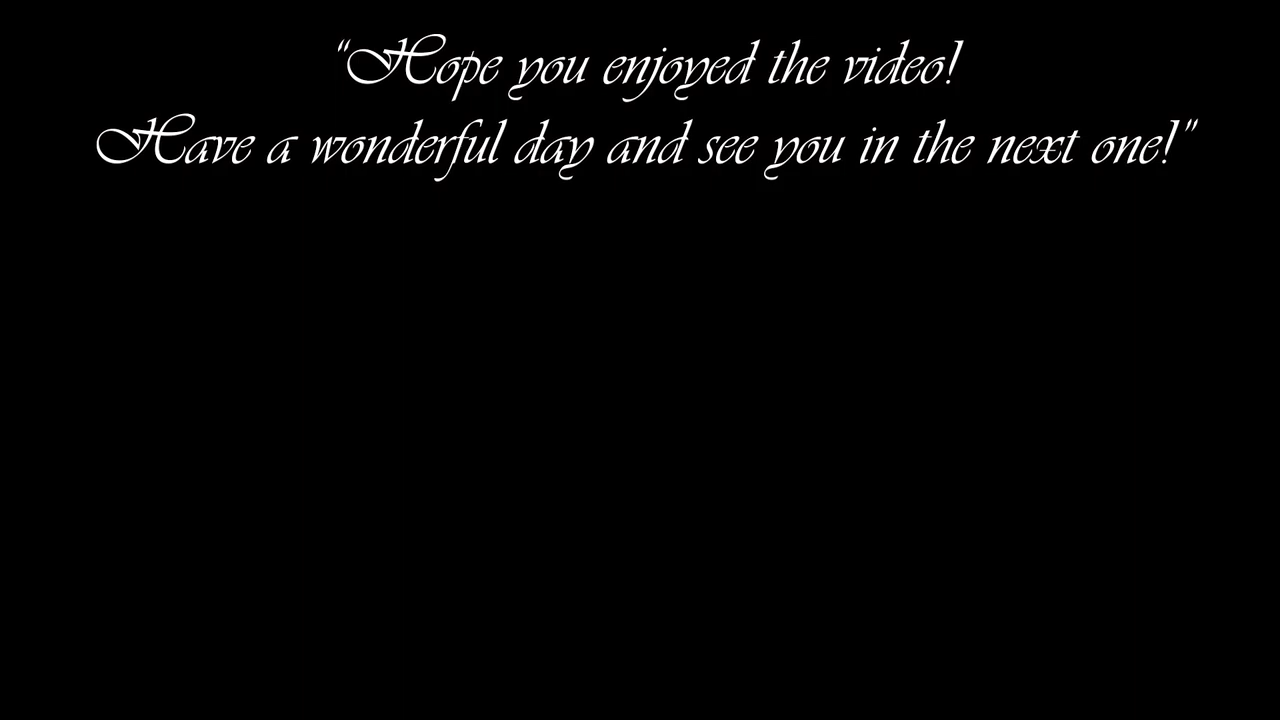 "Hope you enjoyed the video!
Have a wonderful day and see you in the next one!"